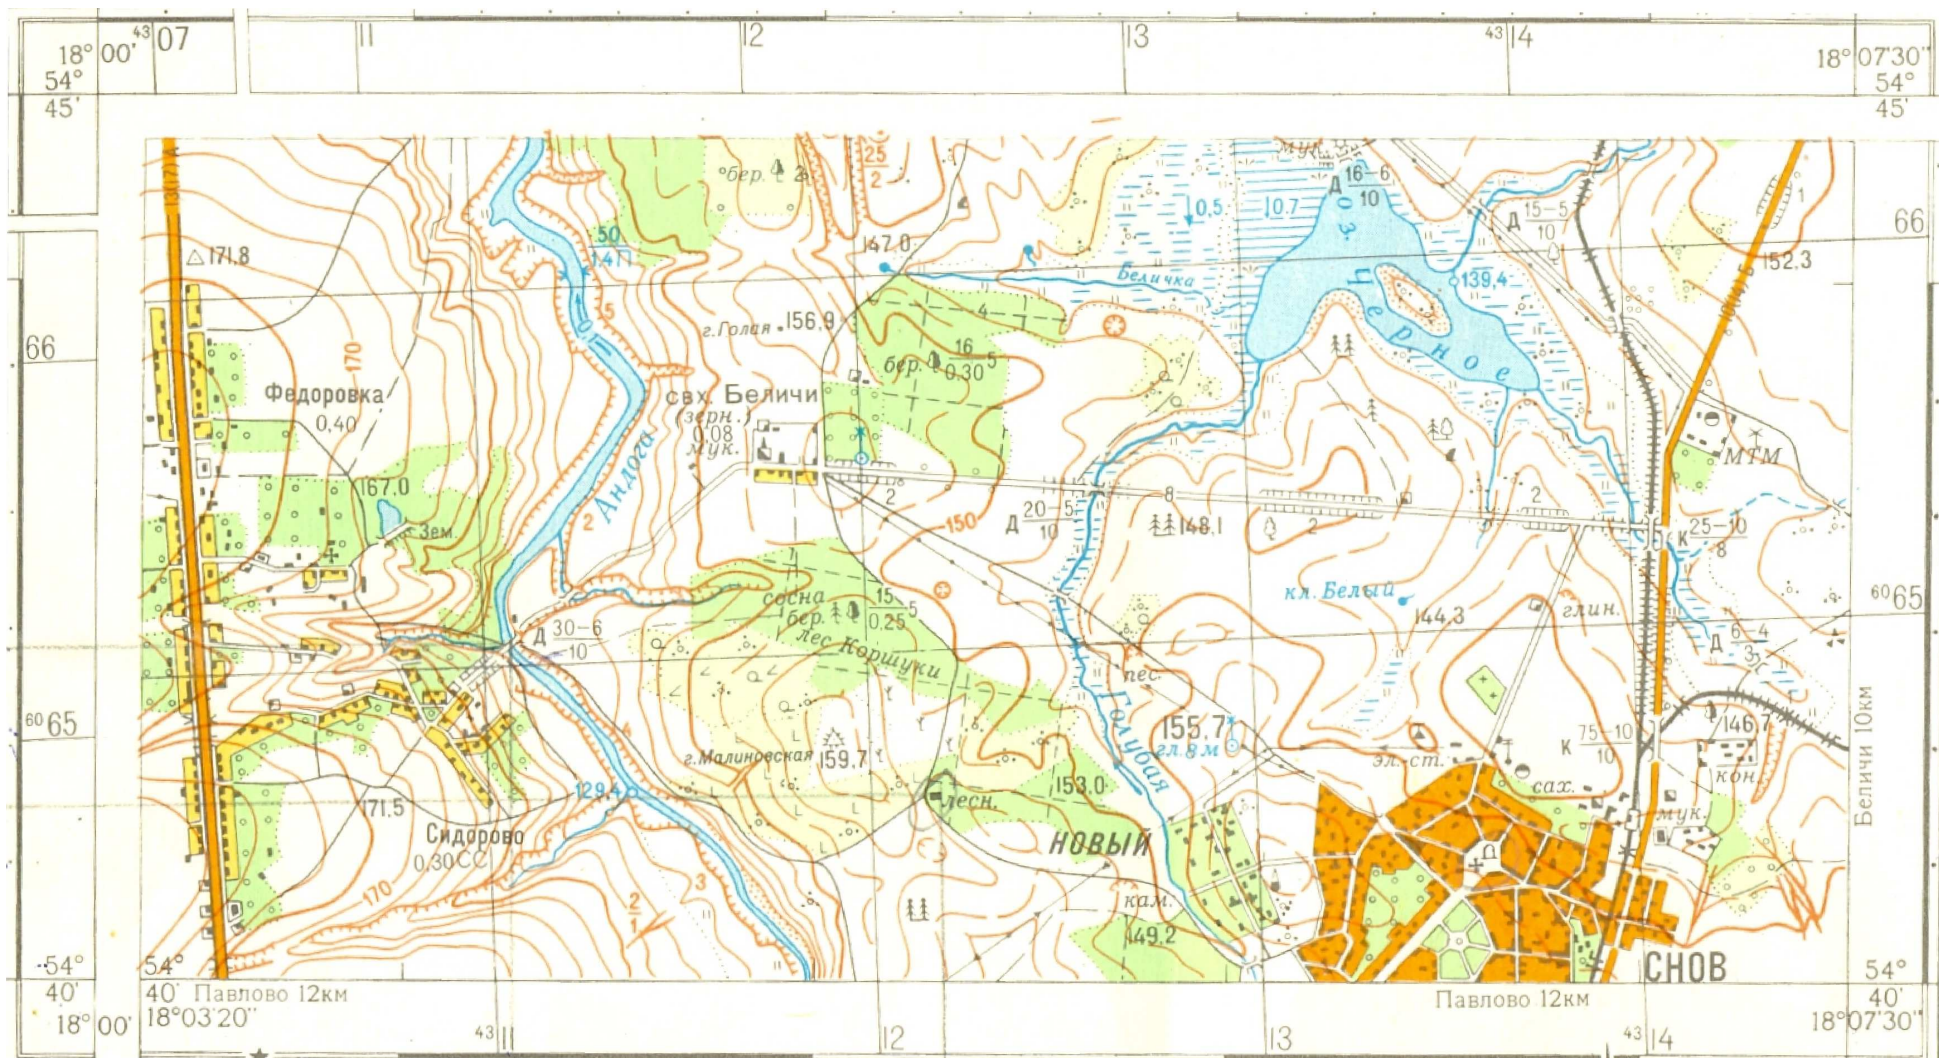 43 07
11
12
13
43 14
18° 00'
54°
45'
18° 07'30"
54°
45'
бер. 2
25
2
мук.
Д 16–6
10
0,5
0,7
Д 15–5
10
66
171,8
50
1,4 П
147,0
152,3
Беличка
оз. Черное
139,4
5
0,1
4
г.Голая 156,9
бер. 16 5
0,30
66
170
Федоровка
0,40
свх. Беличи
(зерн.)
0,08
мук.
МТМ
Андога
167,0
Зем.
2
2
150
8
Д 20–5
10
148,1
2
2
К 25–10
8
сосна
бер. 15 5
0,25
лес Коршуки
кл. Белый
144,3
глин.
60 65
Д 30–6
10
Д 6–4
3
пес.
Голубая
155,7
гл.8 м
146,7
60 65
г.Малиновская 159,7
эл.-ст.
К 75–10
10
кон.
сах.
129,4
лесн.
153,0
мук.
Беличи 10км
171,5
Сидорово
0,30СС
НОВЫЙ
170
2
1
3
кам.
149,2
СНОВ
54°
40'
54°
40' Павлово 12км
18° 03'20"
18° 00'
Павлово 12км
54°
40'
18° 07'30"
43 11
12
13
43 14